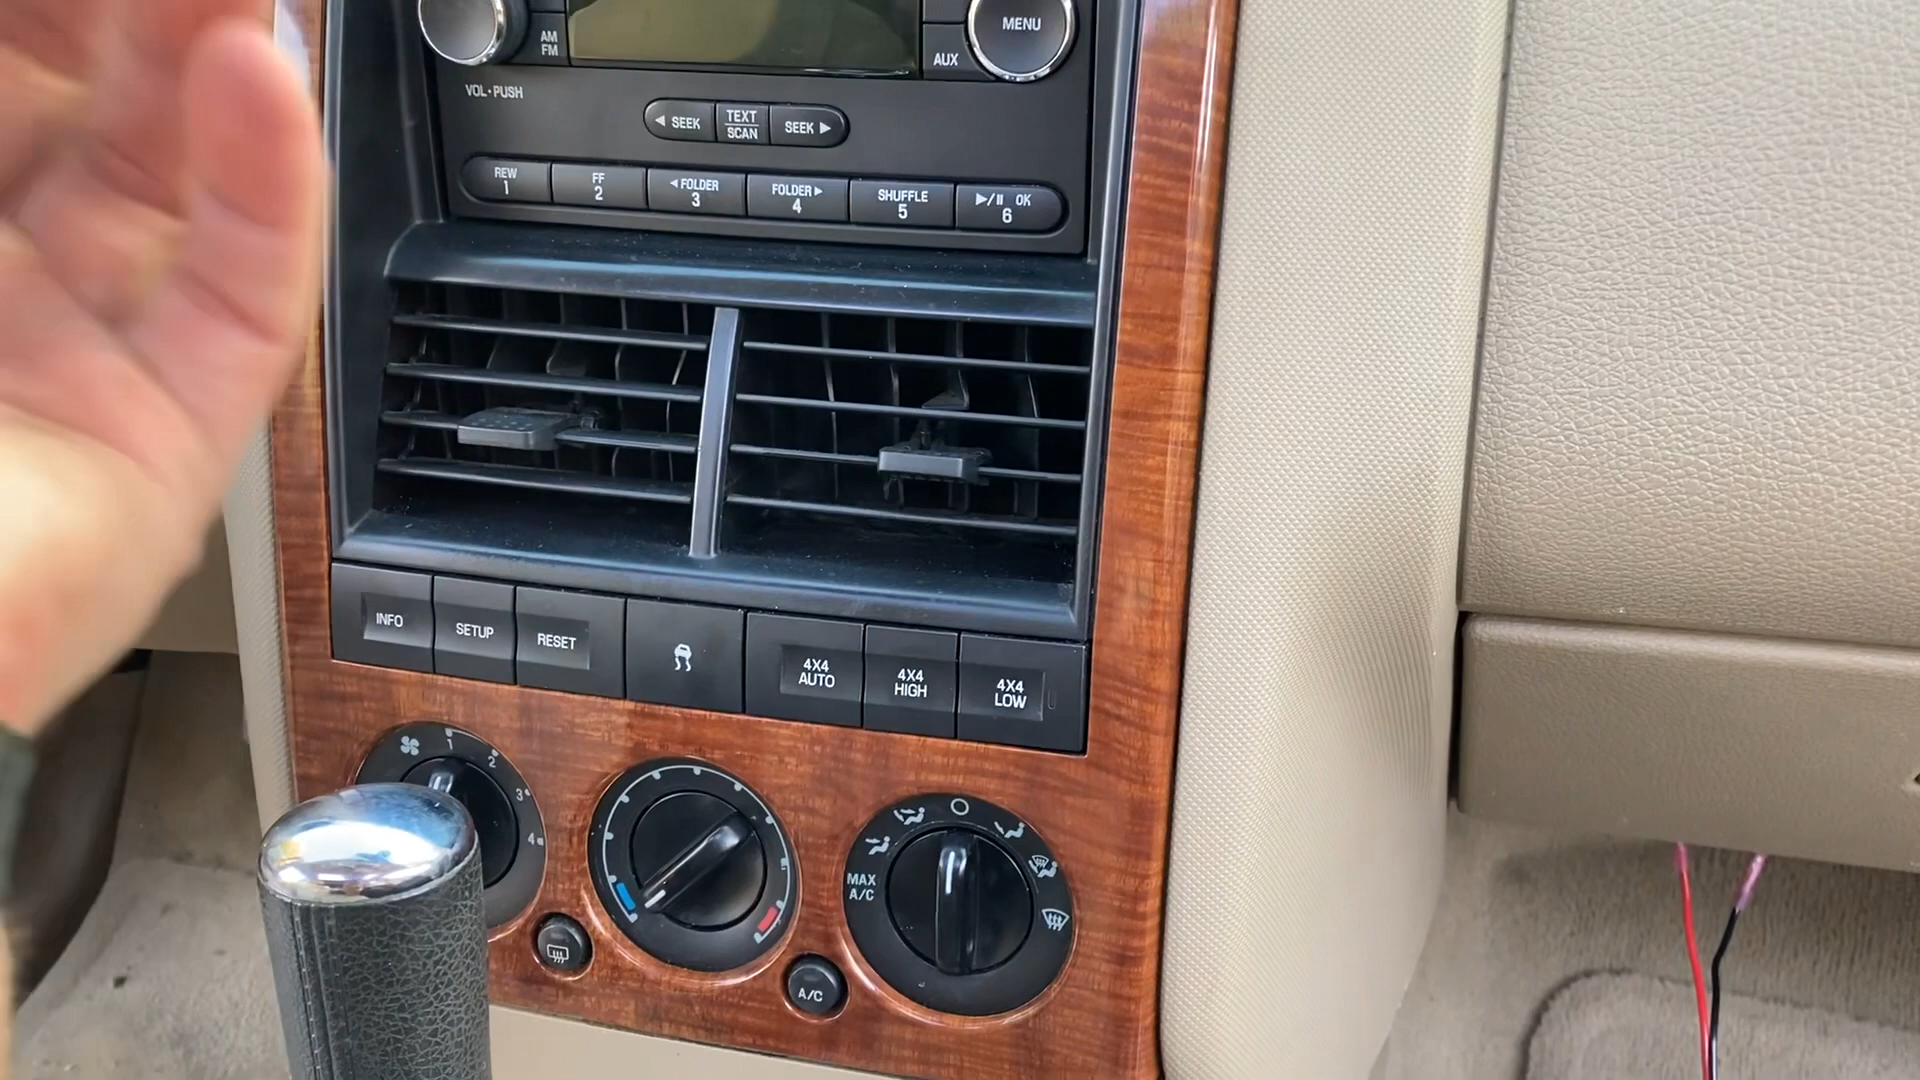 AM
FM
MENU
AUX
VOL•PUSH
◀ SEEK
TEXT
SCAN
SEEK ▶
REW
1
FF
2
◀FOLDER
3
FOLDER▶
4
SHUFFLE
5
▶/II OK
6
INFO
SETUP
RESET
4X4
AUTO
4X4
HIGH
4X4
LOW
1
2
3
4
MAX
A/C
A/C